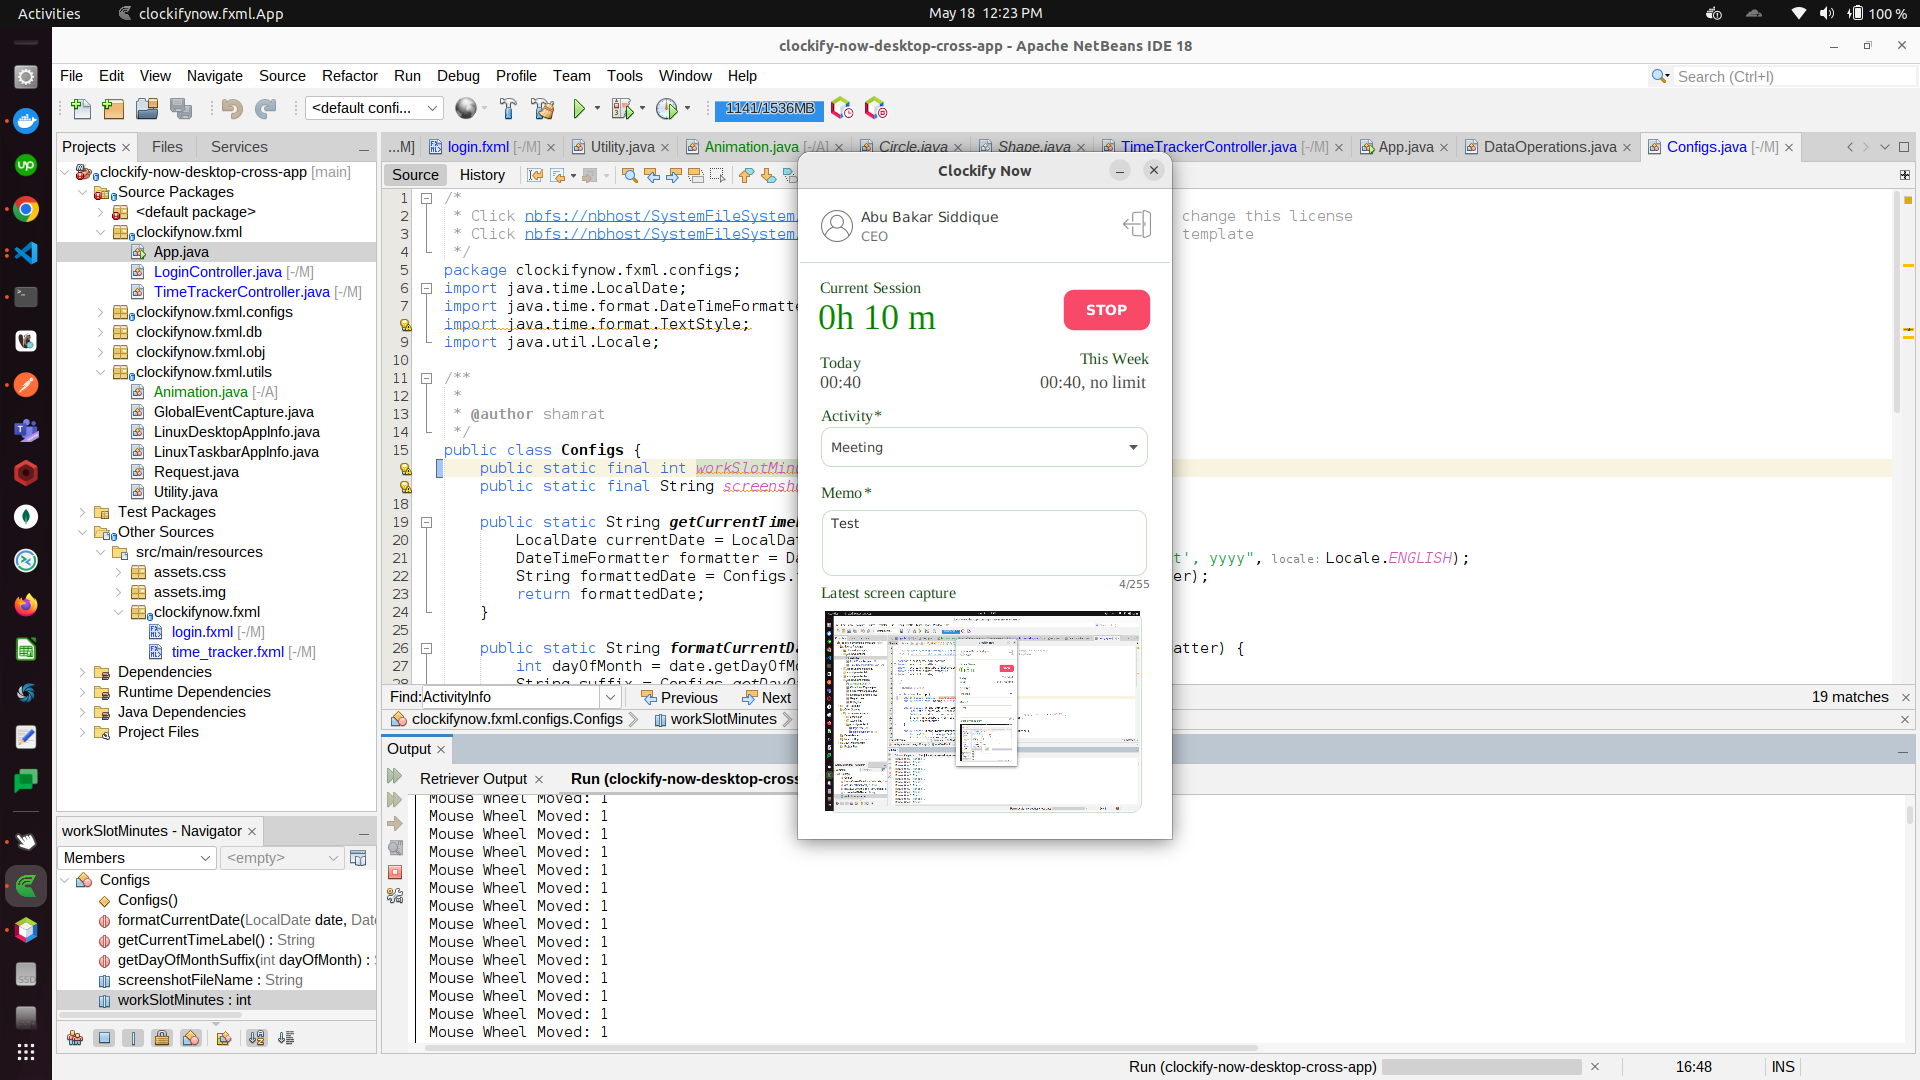 Activities
clockifynow.fxml.App
May 18 12:23 PM
100 %
clockify-now-desktop-cross-app - Apache NetBeans IDE 18
File Edit View Navigate Source Refactor Run Debug Profile Team Tools Window Help
Search (Ctrl+I)
<default confi...
1141/1536MB
Projects
Files
Services
clockify-now-desktop-cross-app [main]
Source Packages
<default package>
clockifynow.fxml
App.java
LoginController.java [-/M]
TimeTrackerController.java [-/M]
clockifynow.fxml.configs
clockifynow.fxml.db
clockifynow.fxml.obj
clockifynow.fxml.utils
Animation.java [-/A]
GlobalEventCapture.java
LinuxDesktopAppInfo.java
LinuxTaskbarAppInfo.java
Request.java
Utility.java
Test Packages
Other Sources
src/main/resources
assets.css
assets.img
clockifynow.fxml
login.fxml [-/M]
time_tracker.fxml [-/M]
Dependencies
Runtime Dependencies
Java Dependencies
Project Files
workSlotMinutes - Navigator
Members
<empty>
Configs
Configs()
formatCurrentDate(LocalDate date, Date
getCurrentTimeLabel() : String
getDayOfMonthSuffix(int dayOfMonth) : S
screenshotFileName : String
workSlotMinutes : int
...M]
login.fxml [-/M]
Utility.java
Animation.java [-/A]
Circle.java
Shape.java
TimeTrackerController.java [-/M]
App.java
DataOperations.java
Configs.java [-/M]
Source
History
1 /*
2 * Click nbfs://nbhost/SystemFileSystem/ change this license
3 * Click nbfs://nbhost/SystemFileSystem/ template
4 */
5 package clockifynow.fxml.configs;
6 import java.time.LocalDate;
7 import java.time.format.DateTimeFormatte
import java.time.format.TextStyle;
9 import java.util.Locale;
10
11 /**
12 *
13 * @author shamrat
14 */
15 public class Configs {
public static final int workSlotMin
public static final String screensho
18
19 public static String getCurrentTime
20 LocalDate currentDate = LocalDat
21 DateTimeFormatter formatter = Da t', yyyy", locale: Locale.ENGLISH);
22 String formattedDate = Configs. er);
23 return formattedDate;
24 }
25
26 public static String formatCurrentDa atter) {
27 int dayOfMonth = date.getDayOfMo
28 String suffix = Configs.getDayOf
Find: ActivityInfo
Previous
Next
19 matches
clockifynow.fxml.configs.Configs
workSlotMinutes
Output
Retriever Output
Run (clockify-now-desktop-cross
Mouse Wheel Moved: 1
Mouse Wheel Moved: 1
Mouse Wheel Moved: 1
Mouse Wheel Moved: 1
Mouse Wheel Moved: 1
Mouse Wheel Moved: 1
Mouse Wheel Moved: 1
Mouse Wheel Moved: 1
Mouse Wheel Moved: 1
Mouse Wheel Moved: 1
Mouse Wheel Moved: 1
Mouse Wheel Moved: 1
Mouse Wheel Moved: 1
Mouse Wheel Moved: 1
Clockify Now
Abu Bakar Siddique
CEO
Current Session
0h 10 m
STOP
Today
00:40
This Week
00:40, no limit
Activity*
Meeting
Memo*
Test
4/255
Latest screen capture
Run (clockify-now-desktop-cross-app)
16:48
INS